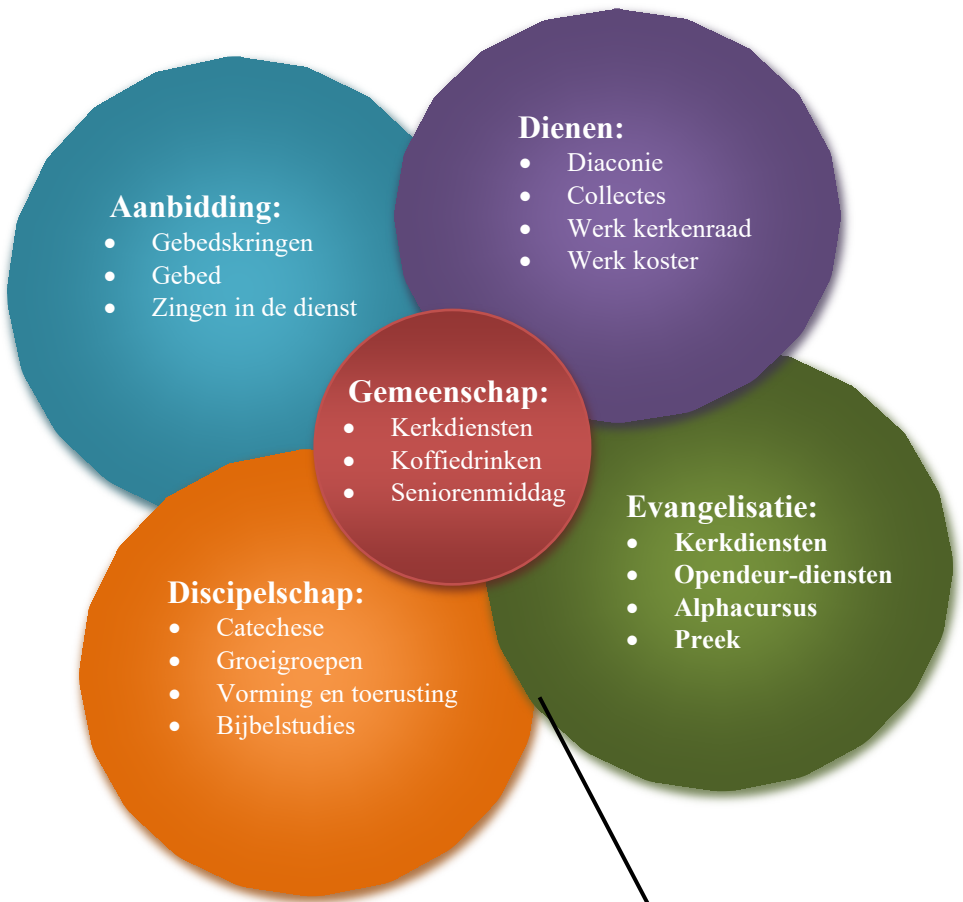 Aanbidding:
• Gebedskringen
• Gebed
• Zingen in de dienst
Dienen:
• Diaconie
• Collectes
• Werk kerkenraad
• Werk koster
Gemeenschap:
• Kerkdiensten
• Koffiedrinken
• Seniorenmiddag
Evangelisatie:
• Kerkdiensten
• Opendeur-diensten
• Alphacursus
• Preek
Discipelschap:
• Catechese
• Groeigroepen
• Vorming en toerusting
• Bijbelstudies